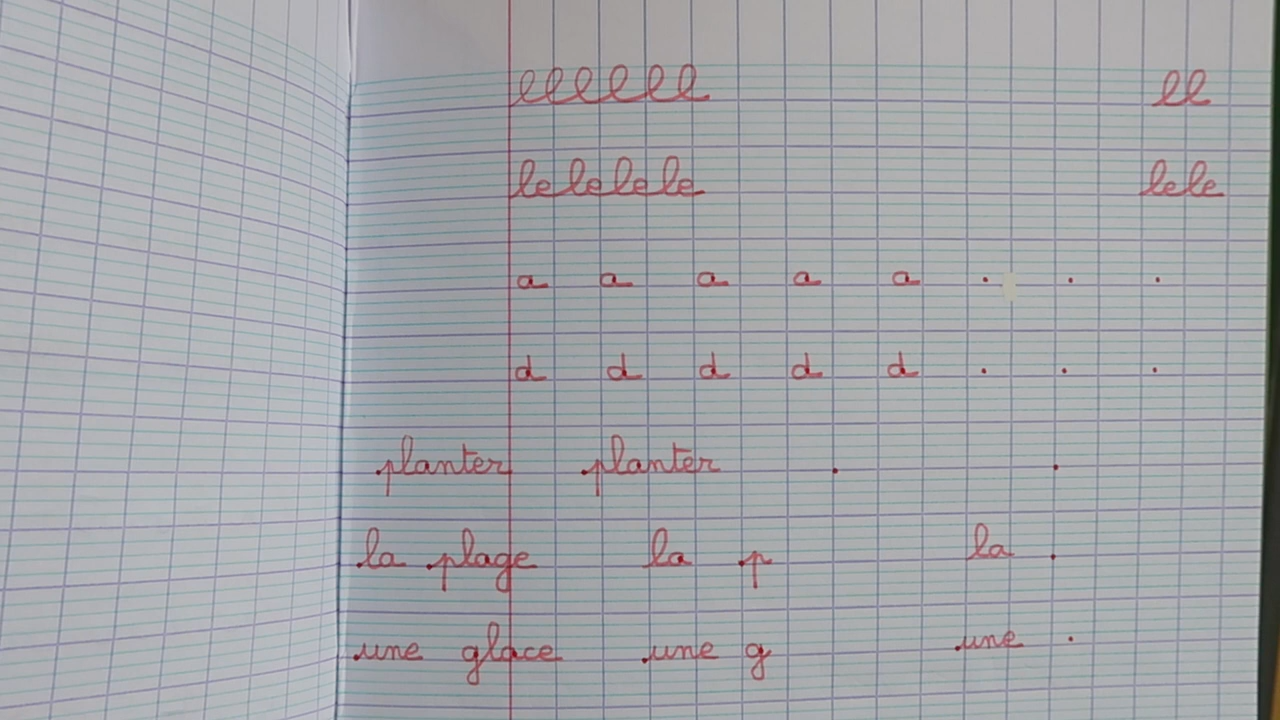 llllll ll
lelelele lele
a a a a a . . .
d d d d d . . .
planter planter . .
la plage la p la .
une glace une g une .